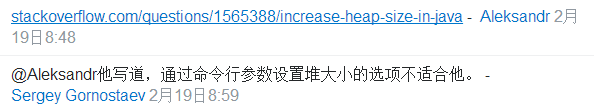 stackoverflow.com/questions/1565388/increase-heap-size-in-java - Aleksandr 2月
19日8:48
@Aleksandr他写道，通过命令行参数设置堆大小的选项不适合他。 -
Sergey Gornostaev 2月19日8:59